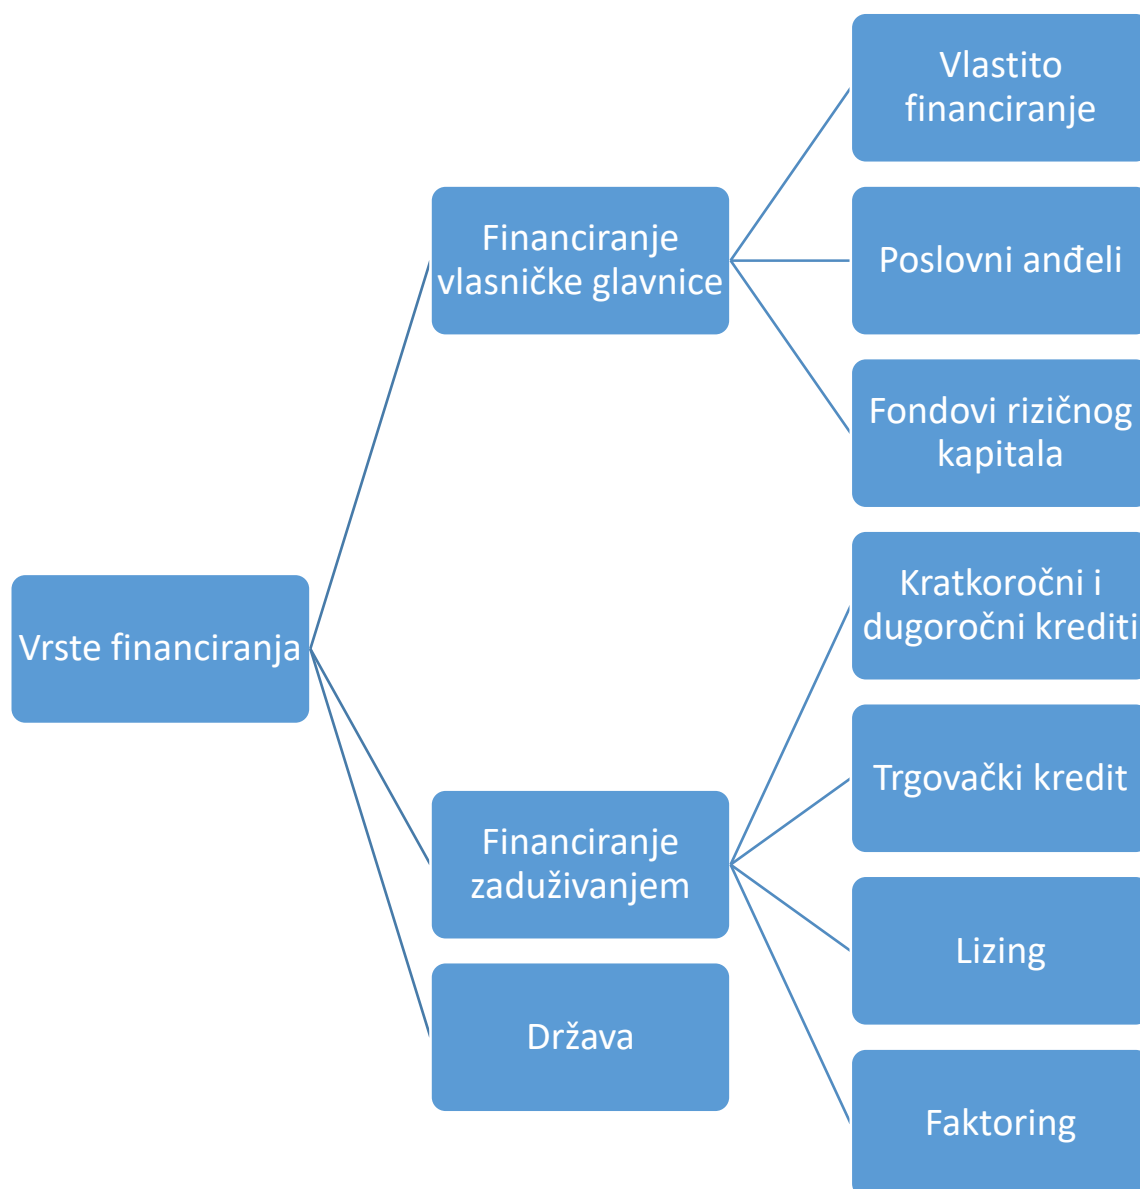 Vrste financiranja
Financiranje
vlasničke glavnice
Vlastito
financiranje
Poslovni anđeli
Fondovi rizičnog
kapitala
Financiranje
zaduživanjem
Kratkoročni i
dugoročni krediti
Trgovački kredit
Lizing
Faktoring
Država